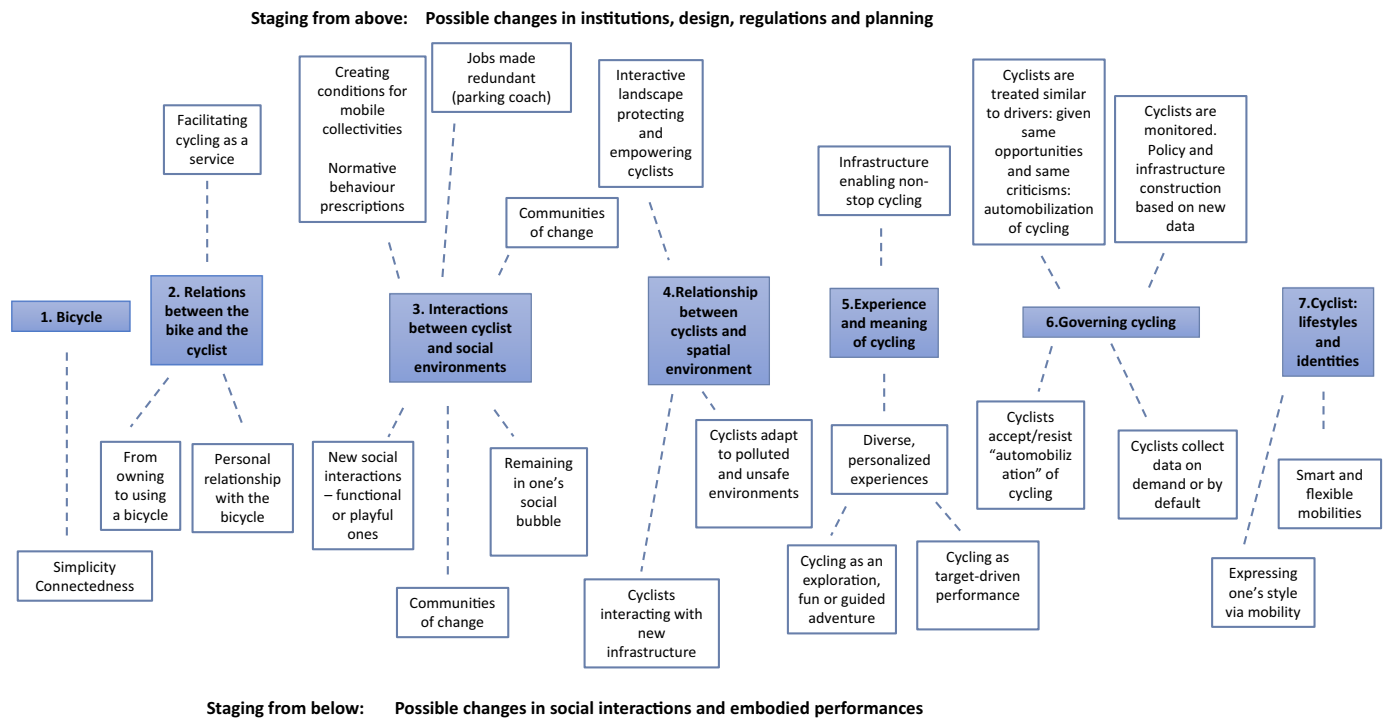 Staging from above: Possible changes in institutions, design, regulations and planning
Facilitating
cycling as a
service
Creating
conditions for
mobile
collectivities
Normative
behaviour
prescriptions
Jobs made
redundant
(parking coach)
Communities
of change
Interactive
landscape
protecting
and
empowering
cyclists
Infrastructure
enabling non-
stop cycling
Cyclists are
treated similar
to drivers: given
same
opportunities
and same
criticisms:
automobilization
of cycling
Cyclists are
monitored.
Policy and
infrastructure
construction
based on new
data
1. Bicycle
2. Relations
between the
bike and the
cyclist
3. Interactions
between cyclist
and social
environments
4.Relationship
between
cyclists and
spatial
environment
5.Experience
and meaning
of cycling
6.Governing cycling
7.Cyclist:
lifestyles
and
identities
Simplicity
Connectedness
From
owning
to using
a bicycle
Personal
relationship
with the
bicycle
New social
interactions
– functional
or playful
ones
Communities
of change
Remaining
in one’s
social
bubble
Cyclists
interacting with
new
infrastructure
Cyclists adapt
to polluted
and unsafe
environments
Diverse,
personalized
experiences
Cycling as an
exploration,
fun or guided
adventure
Cycling as
target-driven
performance
Cyclists
accept/resist
“automobiliz
ation” of
cycling
Cyclists collect
data on
demand or by
default
Expressing
one’s style
via mobility
Smart and
flexible
mobilities
Staging from below: Possible changes in social interactions and embodied performances